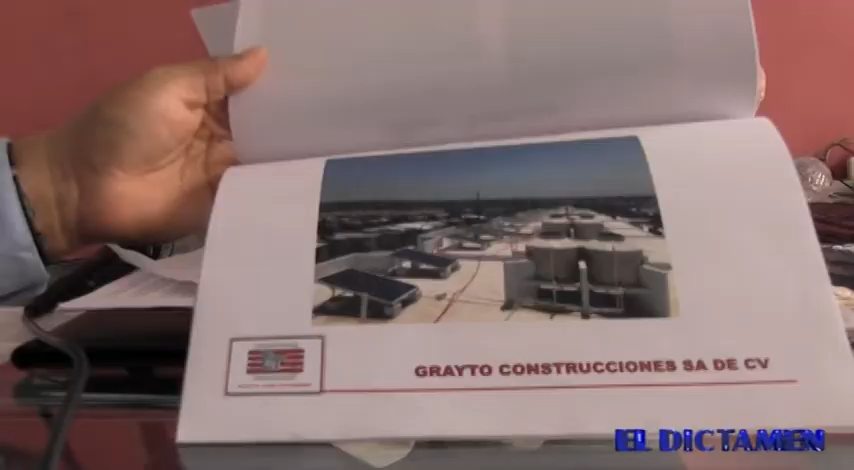 GRAYTO CONSTRUCCIONES SA DE CV
EL DICTAMEN